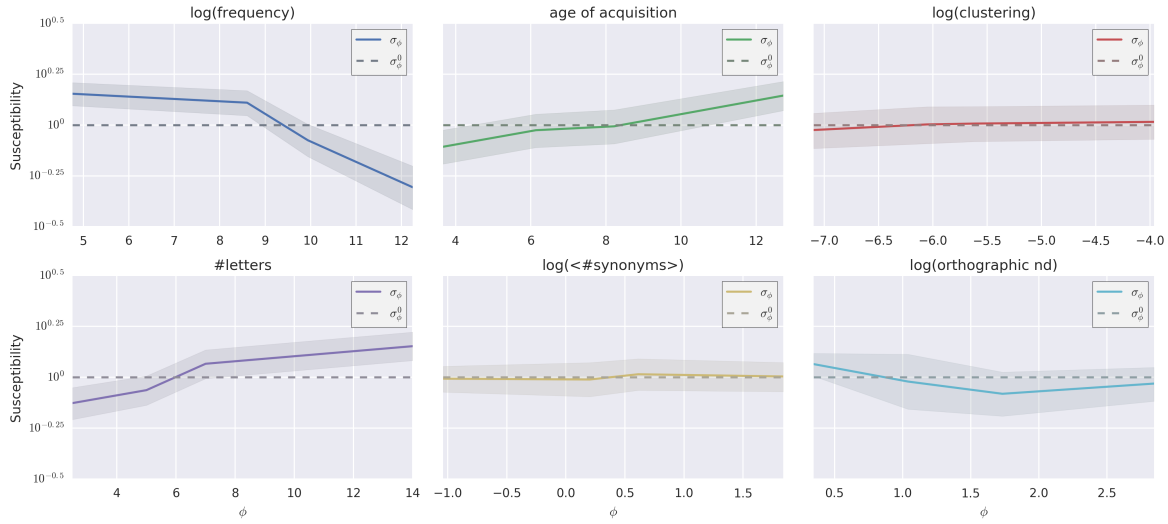 log(frequency)
age of acquisition
log(clustering)
Susceptibility
10^0.5
10^0.25
10^0
10^−0.25
10^−0.5
σ_ϕ
σ_ϕ^0
σ_ϕ
σ_ϕ^0
σ_ϕ
σ_ϕ^0
5 6 7 8 9 10 11 12
4 6 8 10 12
−7.0 −6.5 −6.0 −5.5 −5.0 −4.5 −4.0
#letters
log(<#synonyms>)
log(orthographic nd)
Susceptibility
10^0.5
10^0.25
10^0
10^−0.25
10^−0.5
σ_ϕ
σ_ϕ^0
σ_ϕ
σ_ϕ^0
σ_ϕ
σ_ϕ^0
4 6 8 10 12 14
−1.0 −0.5 0.0 0.5 1.0 1.5
0.5 1.0 1.5 2.0 2.5
ϕ
ϕ
ϕ